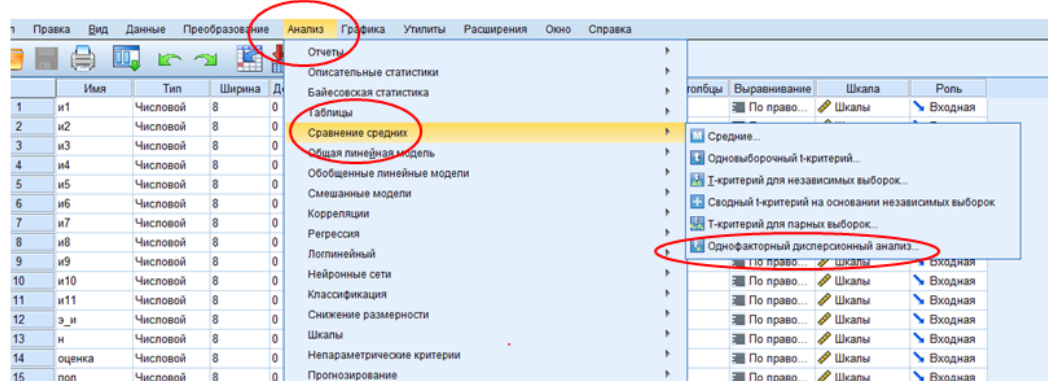 Правка Вид Данные Преобразование Анализ Графика Утилиты Расширения Окно Справка
Имя Тип Ширина Выравнивание Шкала Роль
1 и1 Числовой 8 0 По право... Шкалы Входная
2 и2 Числовой 8 0
3 и3 Числовой 8 0
4 и4 Числовой 8 0
5 и5 Числовой 8 0
6 и6 Числовой 8 0
7 и7 Числовой 8 0
8 и8 Числовой 8 0
9 и9 Числовой 8 0 По право... Шкалы Входная
10 и10 Числовой 8 0 По право... Шкалы Входная
11 и11 Числовой 8 0 По право... Шкалы Входная
12 э_и Числовой 8 0 По право... Шкалы Входная
13 н Числовой 8 0 По право... Шкалы Входная
14 оценка Числовой 8 0 По право... Шкалы Входная
15 пол Числовой 8 0 По право... Шкалы Входная
Отчеты
Описательные статистики
Байесовская статистика
Таблицы
Сравнение средних
Общая линейная модель
Обобщенные линейные модели
Смешанные модели
Корреляции
Регрессия
Логлинейный
Нейронные сети
Классификация
Снижение размерности
Шкалы
Непараметрические критерии
Прогнозирование
Средние...
Одновыборочный t-критерий...
T-критерий для независимых выборок...
Сводный t-критерий на основании независимых выборок
T-критерий для парных выборок...
Однофакторный дисперсионный анализ...